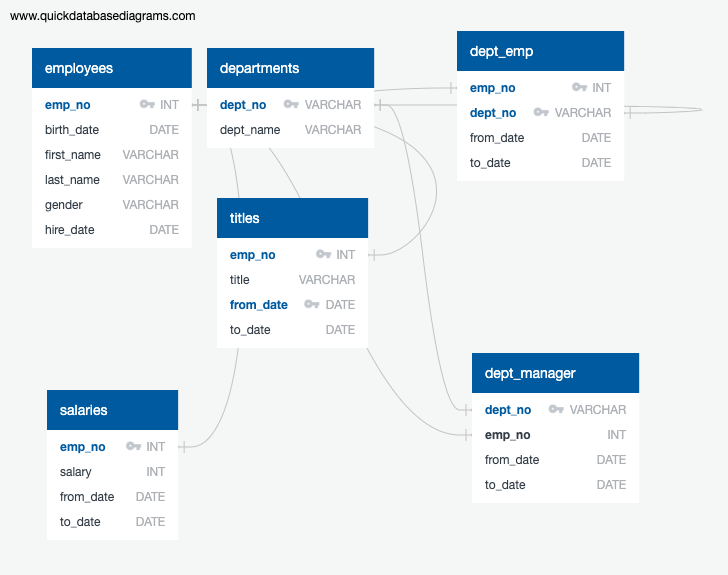 www.quickdatabasediagrams.com
employees
emp_no INT
birth_date DATE
first_name VARCHAR
last_name VARCHAR
gender VARCHAR
hire_date DATE
departments
dept_no VARCHAR
dept_name VARCHAR
dept_emp
emp_no INT
dept_no VARCHAR
from_date DATE
to_date DATE
titles
emp_no INT
title VARCHAR
from_date DATE
to_date DATE
salaries
emp_no INT
salary INT
from_date DATE
to_date DATE
dept_manager
dept_no VARCHAR
emp_no INT
from_date DATE
to_date DATE